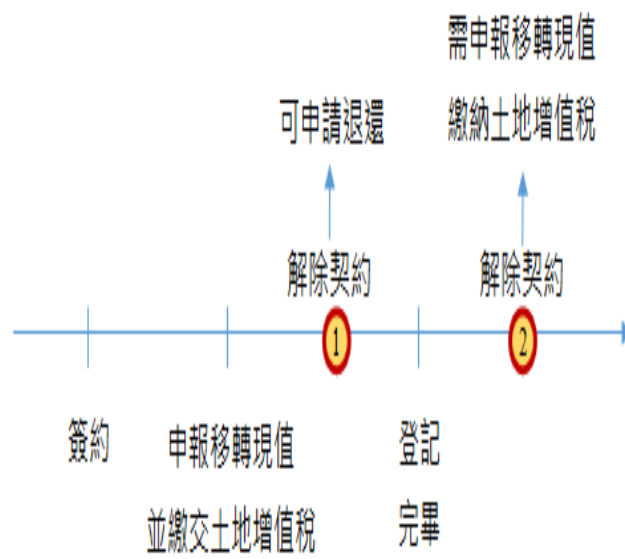 需申報移轉現值
繳納土地增值稅
可申請退還
解除契約
解除契約
1
2
簽約
申報移轉現值
並繳交土地增值稅
登記
完畢